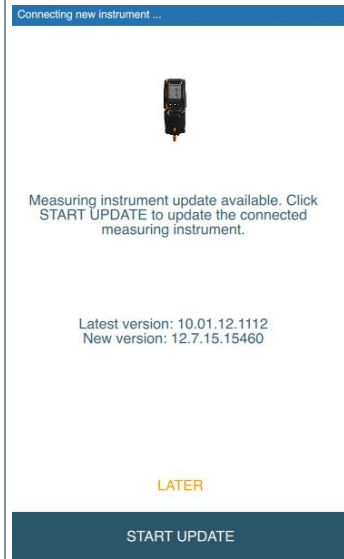 Connecting new instrument ...
Measuring instrument update available. Click
START UPDATE to update the connected
measuring instrument.
Latest version: 10.01.12.1112
New version: 12.7.15.15460
LATER
START UPDATE